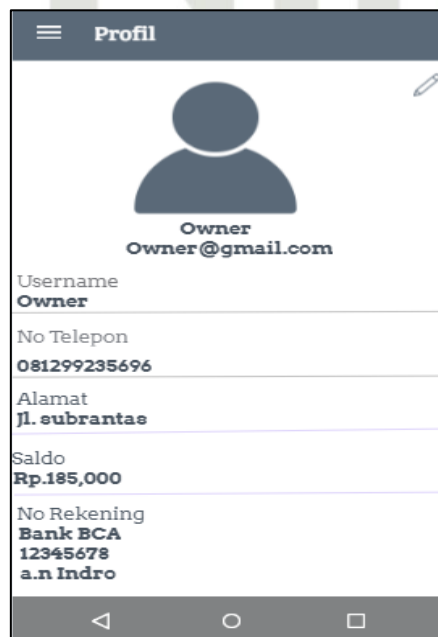 Profil
Owner
Owner@gmail.com
Username
Owner
No Telepon
081299235696
Alamat
Jl. subrantas
Saldo
Rp.185,000
No Rekening
Bank BCA
12345678
a.n Indro